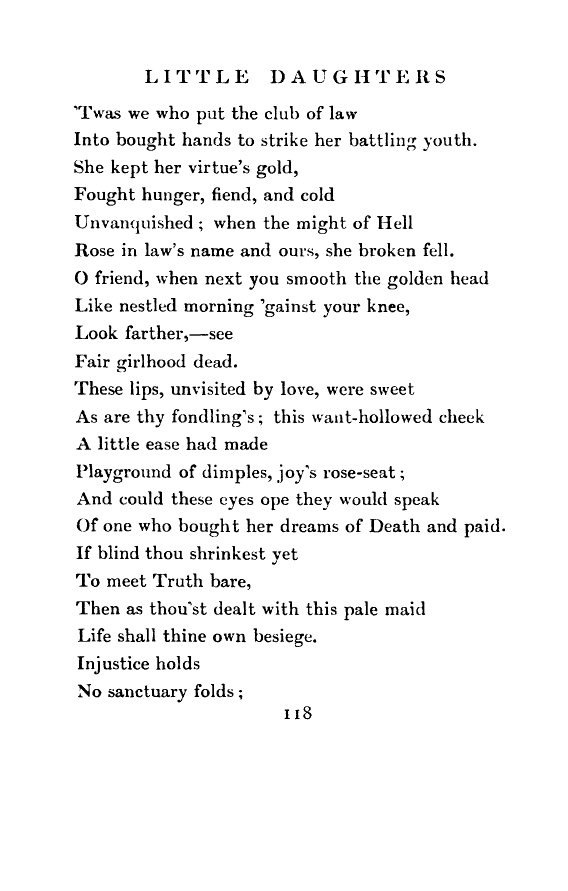 LITTLE DAUGHTERS
'Twas we who put the club of law
Into bought hands to strike her battling youth.
She kept her virtue's gold,
Fought hunger, fiend, and cold
Unvanquished ; when the might of Hell
Rose in law's name and ours, she broken fell.
O friend, when next you smooth the golden head
Like nestled morning 'gainst your knee,
Look farther,—see
Fair girlhood dead.
These lips, unvisited by love, were sweet
As are thy fondling's ; this want-hollowed cheek
A little ease had made
Playground of dimples, joy's rose-seat ;
And could these eyes ope they would speak
Of one who bought her dreams of Death and paid.
If blind thou shrinkest yet
To meet Truth bare,
Then as thou'st dealt with this pale maid
Life shall thine own besiege.
Injustice holds
No sanctuary folds ;
118